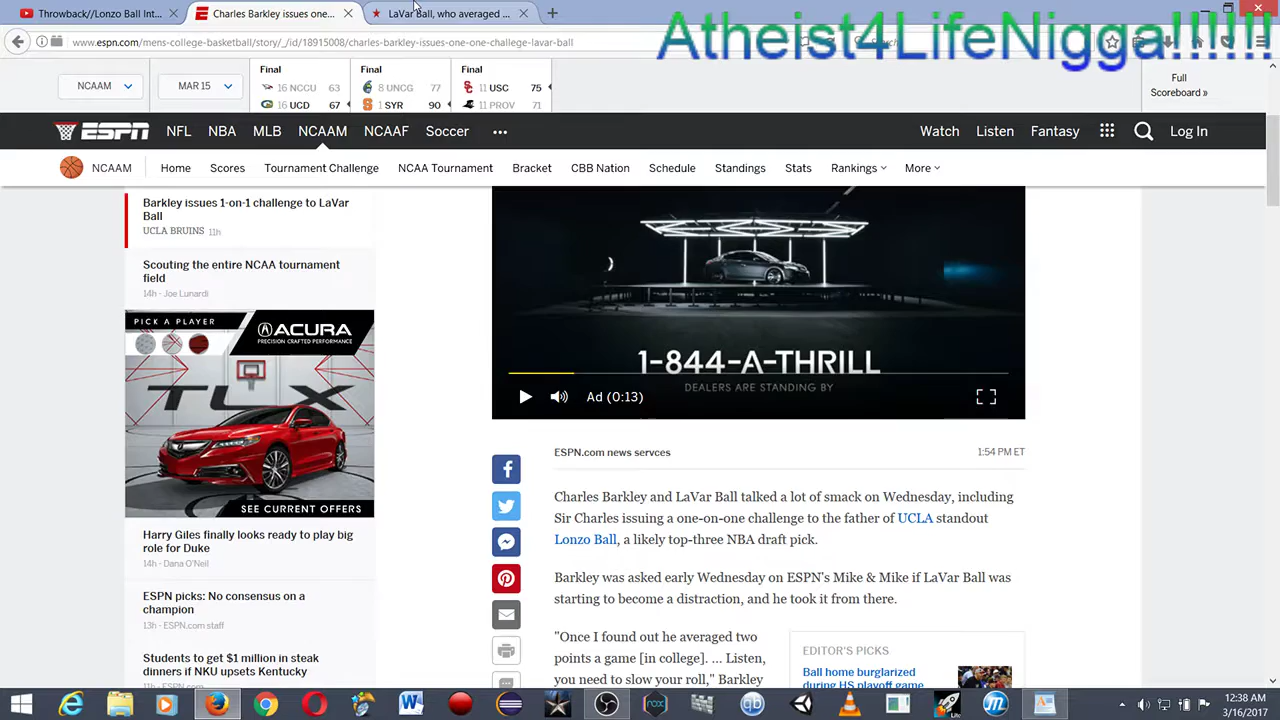 Throwback//Lonzo Ball Int...
Charles Barkley issues one...
LaVar Ball, who averaged ...
www.espn.com/mens-college-basketball/story/_/id/18915008/charles-barkley-issues-one-one-challenge-lavar-ball
Search
Atheist4LifeNigga!!!!!!!
NCAAM
MAR 15
Final
16 NCCU 63
16 UCD 67
Final
8 UNCG 77
1 SYR 90
Final
11 USC 75
11 PROV 71
Full
Scoreboard »
ESPN
NFL NBA MLB NCAAM NCAAF Soccer ...
Watch Listen Fantasy Log In
NCAAM Home Scores Tournament Challenge NCAA Tournament Bracket CBB Nation Schedule Standings Stats Rankings More
Barkley issues 1-on-1 challenge to LaVar
Ball
UCLA BRUINS 11h
Scouting the entire NCAA tournament
field
14h - Joe Lunardi
PICK A PLAYER
ACURA
PRECISION CRAFTED PERFORMANCE
TLX
SEE CURRENT OFFERS
Harry Giles finally looks ready to play big
role for Duke
14h - Dana O'Neil
ESPN picks: No consensus on a
champion
13h - ESPN.com staff
Students to get $1 million in steak
dinners if NKU upsets Kentucky
11h - ESPN.com
1-844-A-THRILL
DEALERS ARE STANDING BY
Ad (0:13)
ESPN.com news servces
1:54 PM ET
Charles Barkley and LaVar Ball talked a lot of smack on Wednesday, including
Sir Charles issuing a one-on-one challenge to the father of UCLA standout
Lonzo Ball, a likely top-three NBA draft pick.
Barkley was asked early Wednesday on ESPN's Mike & Mike if LaVar Ball was
starting to become a distraction, and he took it from there.
"Once I found out he averaged two
points a game [in college]. ... Listen,
you need to slow your roll," Barkley
EDITOR'S PICKS
Ball home burglarized
during HS playoff game
12:38 AM
3/16/2017